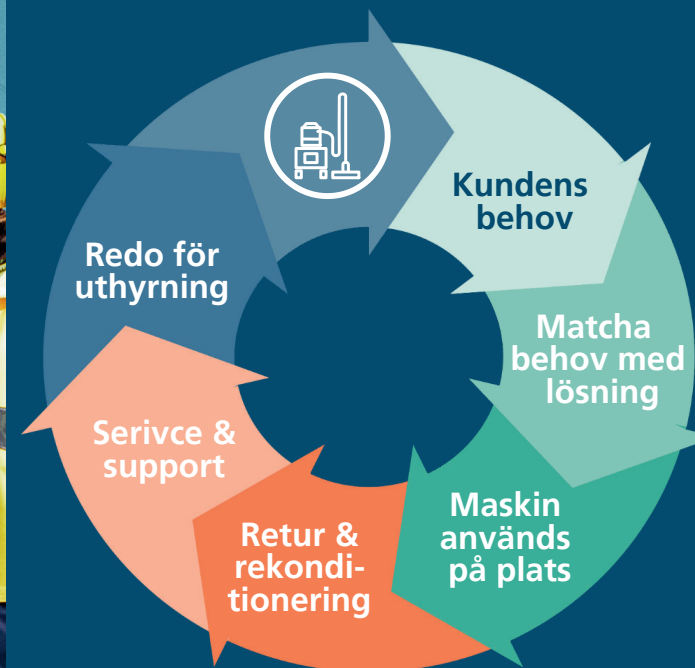 Kundens
behov
Matcha
behov med
lösning
Maskin
används
på plats
Retur &
rekondi-
tionering
Serivce &
support
Redo för
uthyrning